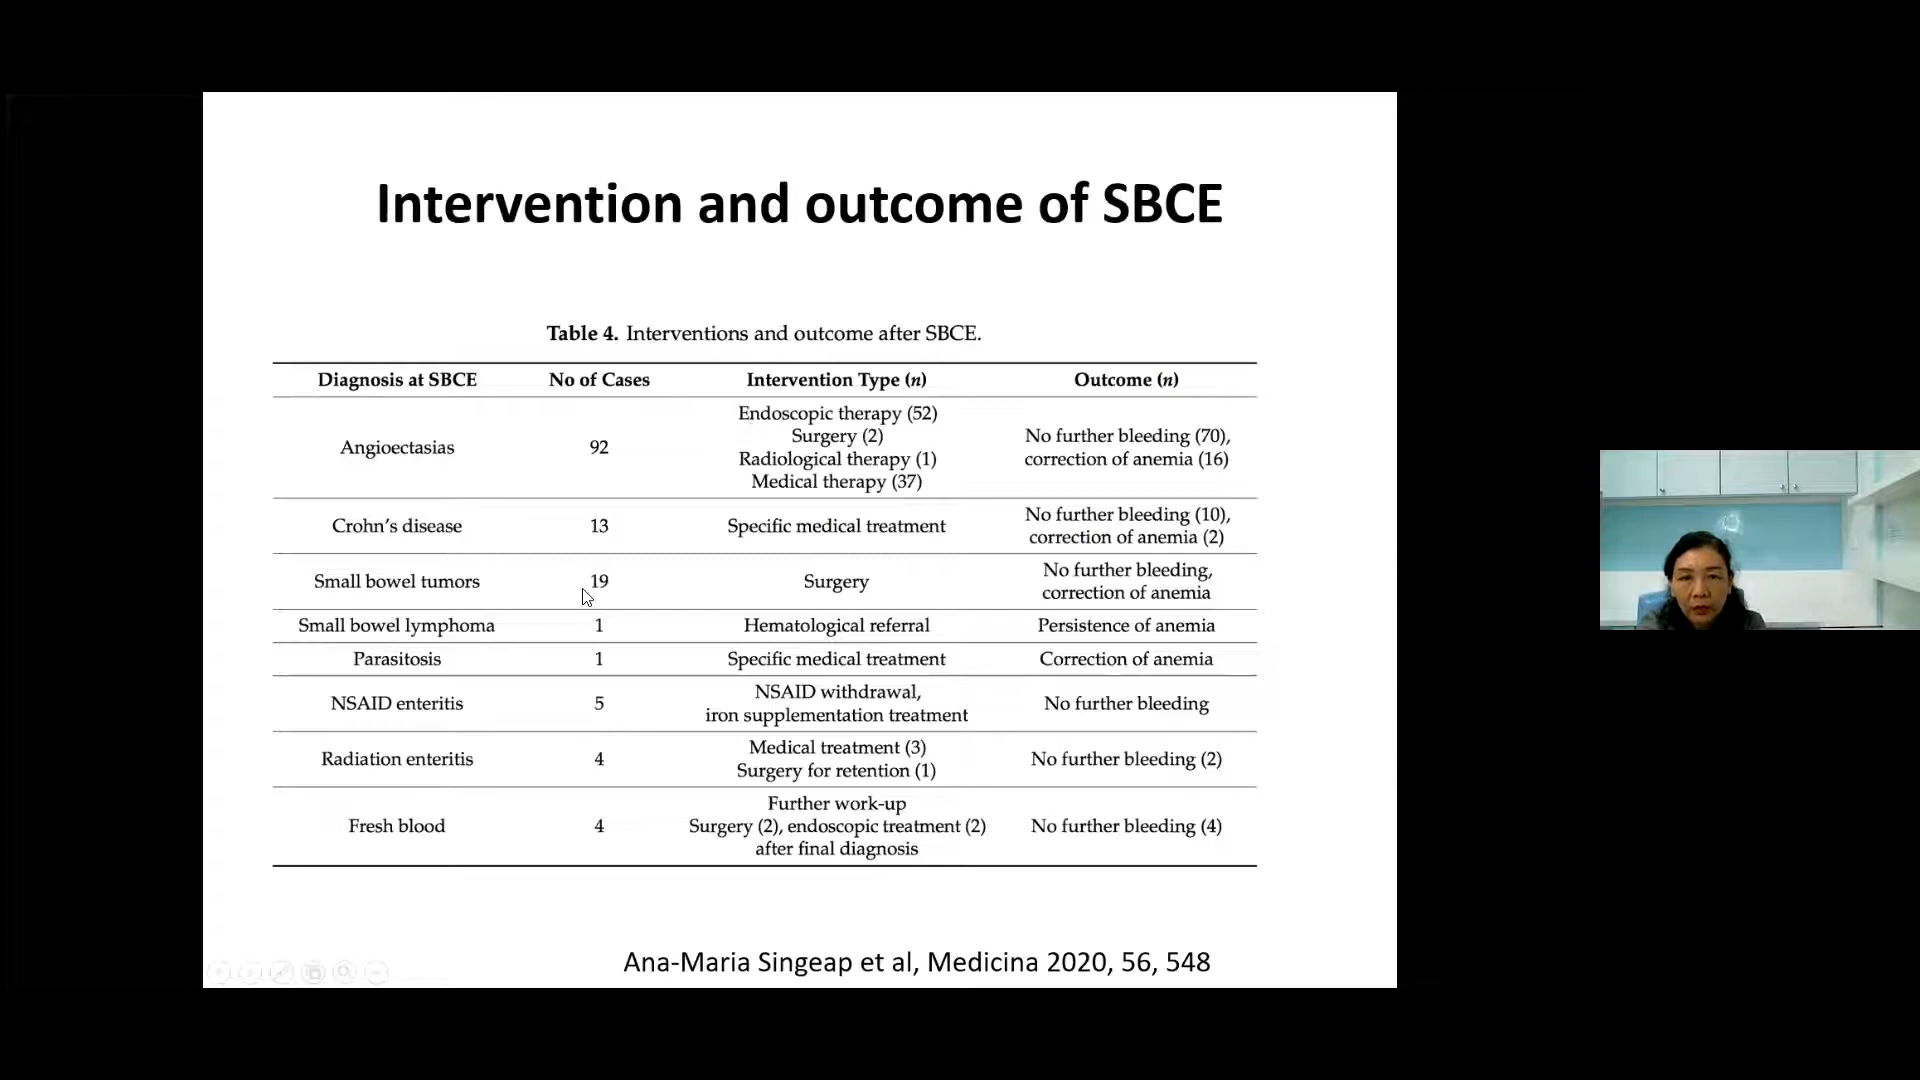 Intervention and outcome of SBCE
Table 4. Interventions and outcome after SBCE.
Diagnosis at SBCE No of Cases Intervention Type (n) Outcome (n)
Angioectasias 92 Endoscopic therapy (52)
Surgery (2)
Radiological therapy (1)
Medical therapy (37)
No further bleeding (70),
correction of anemia (16)
Crohn's disease 13 Specific medical treatment
No further bleeding (10),
correction of anemia (2)
Small bowel tumors 19 Surgery
No further bleeding,
correction of anemia
Small bowel lymphoma 1 Hematological referral Persistence of anemia
Parasitosis 1 Specific medical treatment Correction of anemia
NSAID enteritis 5 NSAID withdrawal,
iron supplementation treatment
No further bleeding
Radiation enteritis 4 Medical treatment (3)
Surgery for retention (1)
No further bleeding (2)
Fresh blood 4 Further work-up
Surgery (2), endoscopic treatment (2)
after final diagnosis
No further bleeding (4)
Ana-Maria Singeap et al, Medicina 2020, 56, 548